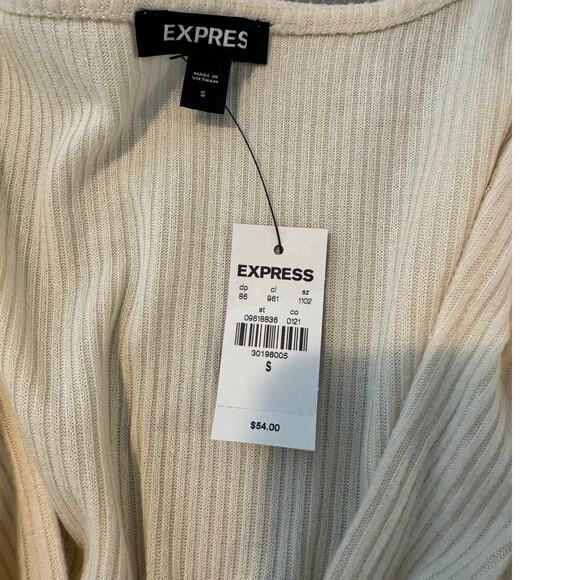 EXPRES
MADE IN
VIETNAM
S
EXPRESS
dp cl sz
86 961 1102
st co
09618836 0121
30198005
S
$54.00